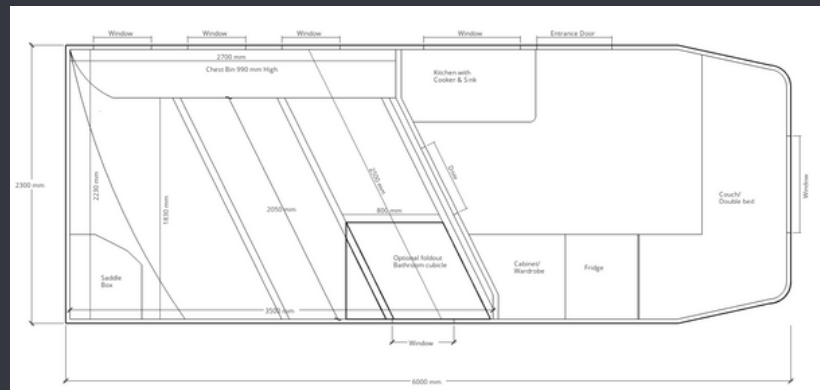 Window
Window
Window
Window
Entrance Door
2700 mm
Chest Bin 990 mm High
Kitchen with
Cooker & Sink
2300 mm
2230 mm
1830 mm
2050 mm
2500 mm
Door
800 mm
Couch/
Double bed
Window
Optional foldout
Bathroom cubicle
Cabinet/
Wardrobe
Fridge
Saddle
Box
3500 mm
Window
6000 mm